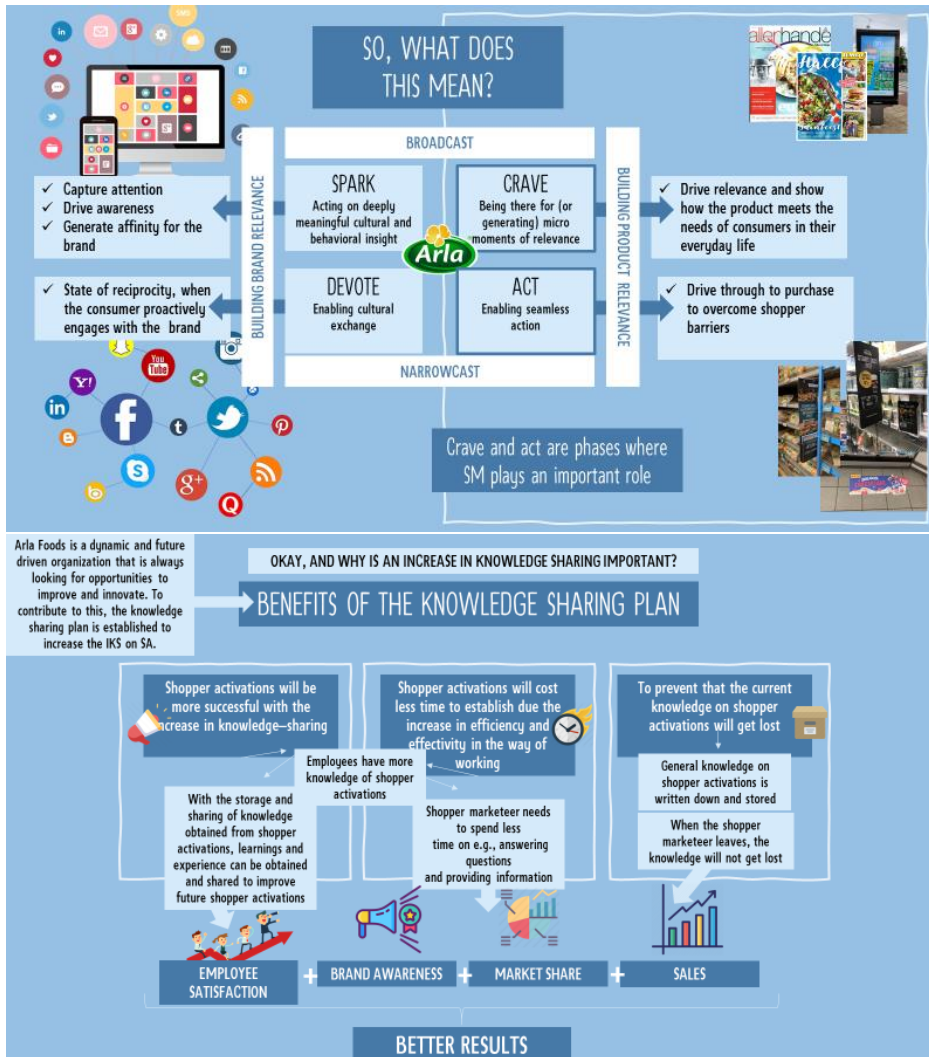 SO, WHAT DOES
THIS MEAN?
SMS
in
allerhande
BROADCAST
✓ Capture attention
✓ Drive awareness
✓ Generate affinity for the
brand
BUILDING BRAND RELEVANCE
SPARK
Acting on deeply
meaningful cultural and
behavioral insight
CRAVE
Being there for (or
generating) micro
moments of relevance
BUILDING PRODUCT RELEVANCE
✓ Drive relevance and show
how the product meets the
needs of consumers in their
everyday life
Arla
✓ State of reciprocity, when
the consumer proactively
engages with the brand
DEVOTE
Enabling cultural
exchange
ACT
Enabling seamless
action
✓ Drive through to purchase
to overcome shopper
barriers
NARROWCAST
You
Tube
Y!
in
f
t
S
g+
Q
Crave and act are phases where
SM plays an important role
Arla Foods is a dynamic and future
driven organization that is always
looking for opportunities to
improve and innovate. To
contribute to this, the knowledge
sharing plan is established to
increase the IKS on SA.
OKAY, AND WHY IS AN INCREASE IN KNOWLEDGE SHARING IMPORTANT?
BENEFITS OF THE KNOWLEDGE SHARING PLAN
Shopper activations will be
more successful with the
increase in knowledge–sharing
Shopper activations will cost
less time to establish due the
increase in efficiency and
effectivity in the way of
working
To prevent that the current
knowledge on shopper
activations will get lost
Employees have more
knowledge of shopper
activations
General knowledge on
shopper activations is
written down and stored
With the storage and
sharing of knowledge
obtained from shopper
activations, learnings and
experience can be obtained
and shared to improve
future shopper activations
Shopper marketeer needs
to spend less
time on e.g., answering
questions
and providing information
When the shopper
marketeer leaves, the
knowledge will not get lost
EMPLOYEE
SATISFACTION
+
BRAND AWARENESS
+
MARKET SHARE
+
SALES
BETTER RESULTS